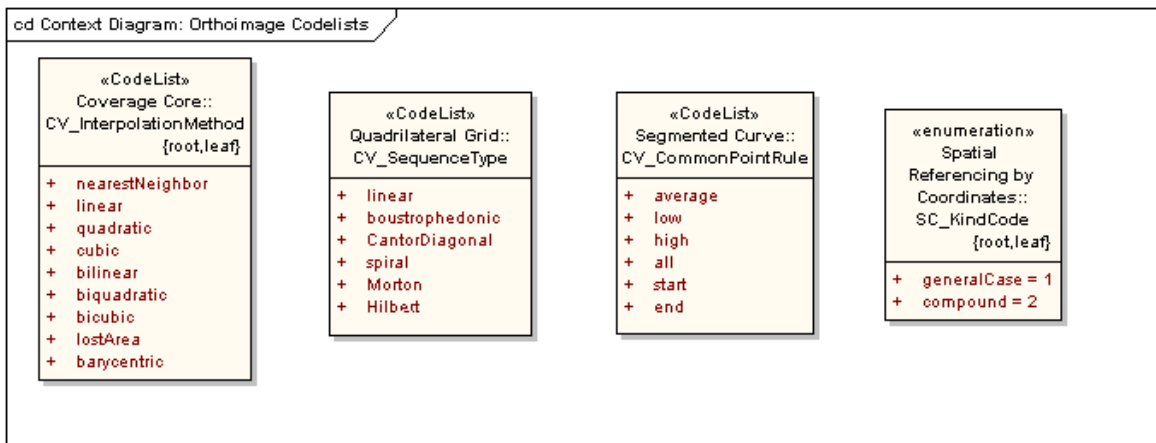 cd Context Diagram: Orthoimage Codelists
«CodeList»
Coverage Core::
CV_InterpolationMethod
{root,leaf}
+ nearestNeighbor
+ linear
+ quadratic
+ cubic
+ bilinear
+ biquadratic
+ bicubic
+ lostArea
+ barycentric
«CodeList»
Quadrilateral Grid::
CV_SequenceType
+ linear
+ boustrophedonic
+ CantorDiagonal
+ spiral
+ Morton
+ Hilbert
«CodeList»
Segmented Curve::
CV_CommonPointRule
+ average
+ low
+ high
+ all
+ start
+ end
«enumeration»
Spatial
Referencing by
Coordinates::
SC_KindCode
{root,leaf}
+ generalCase = 1
+ compound = 2